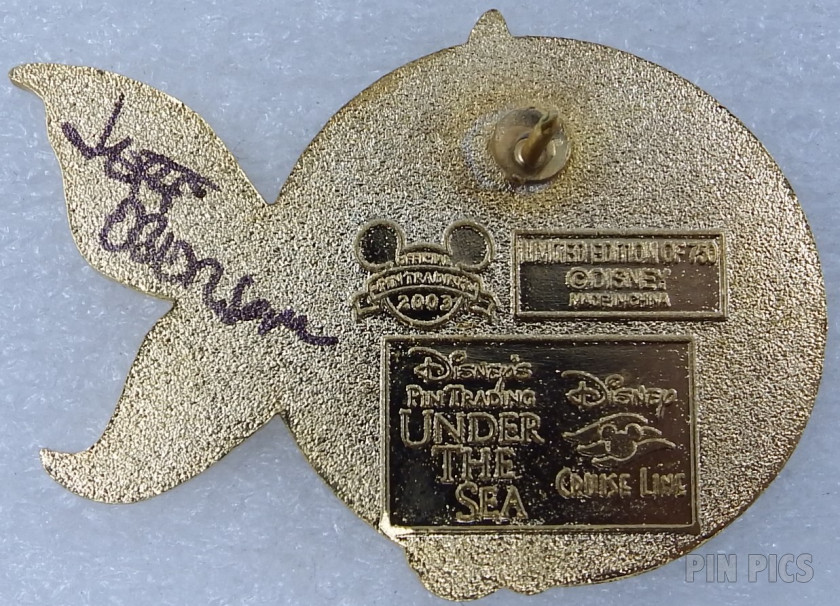 Jeff
OFFICIAL
PIN TRADING
2003
LIMITED EDITION OF 750
©DISNEY
MADE IN CHINA
DISNEY'S
PIN TRADING
UNDER
THE
SEA
DISNEY
CRUISE LINE
PIN PICS